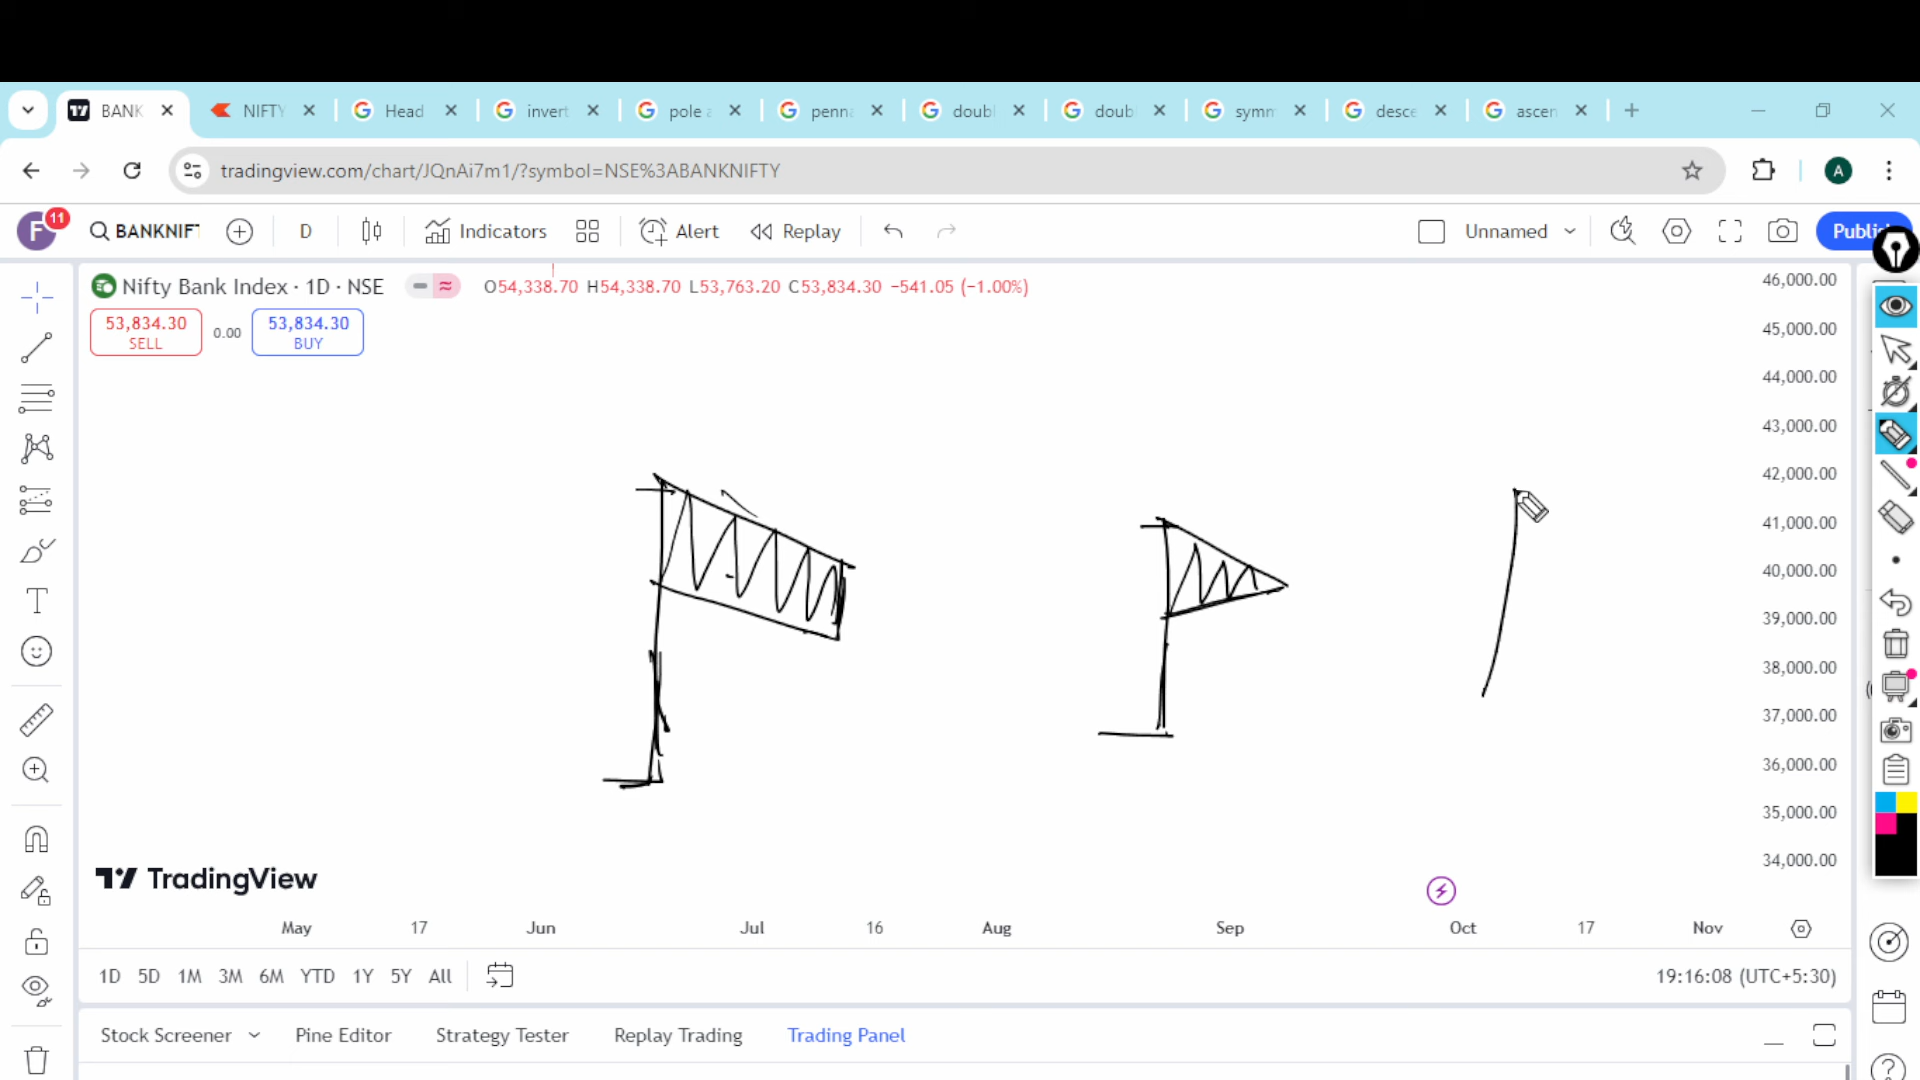 BANK NIFTY Head invert pole a penna doubl doub symm desce ascen
tradingview.com/chart/JQnAi7m1/?symbol=NSE%3ABANKNIFTY A
F 11 BANKNIFT D Indicators Alert Replay Unnamed Publish
Nifty Bank Index · 1D · NSE O54,338.70 H54,338.70 L53,763.20 C53,834.30 −541.05 (−1.00%)
53,834.30 SELL 0.00 53,834.30 BUY
46,000.00
45,000.00
44,000.00
43,000.00
42,000.00
41,000.00
40,000.00
39,000.00
38,000.00
37,000.00
36,000.00
35,000.00
34,000.00
TradingView
May 17 Jun Jul 16 Aug Sep Oct 17 Nov
1D 5D 1M 3M 6M YTD 1Y 5Y All 19:16:08 (UTC+5:30)
Stock Screener Pine Editor Strategy Tester Replay Trading Trading Panel